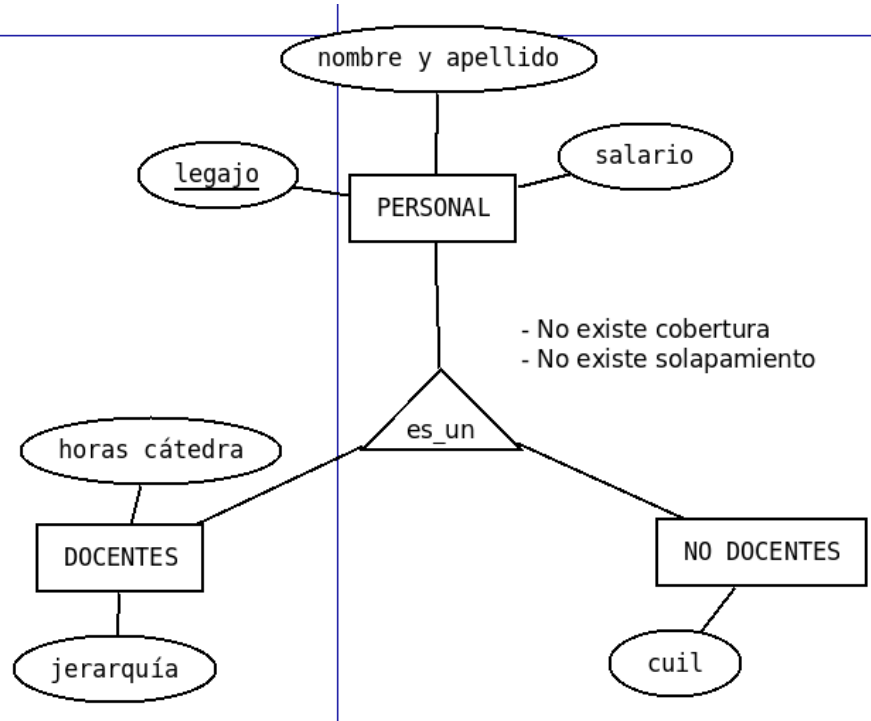 nombre y apellido
legajo
salario
PERSONAL
- No existe cobertura
- No existe solapamiento
es_un
horas cátedra
DOCENTES
NO DOCENTES
jerarquía
cuil